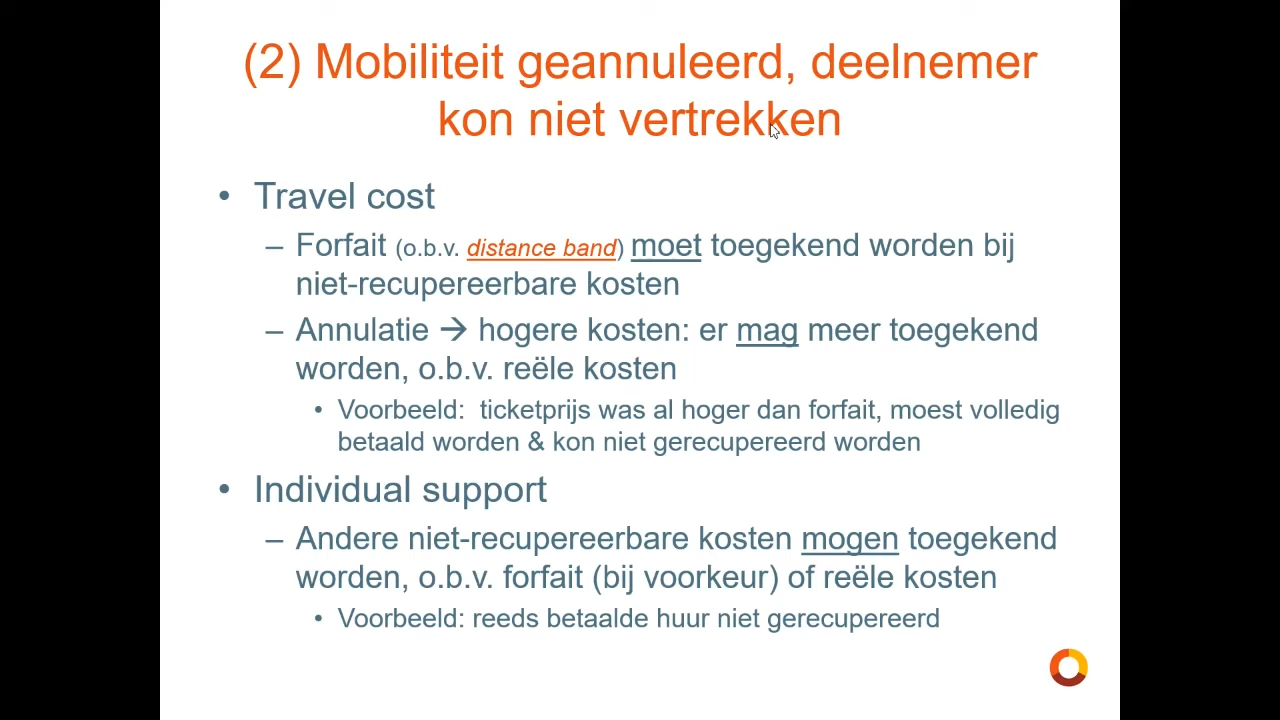 (2) Mobiliteit geannuleerd, deelnemer
kon niet vertrekken
• Travel cost
– Forfait (o.b.v. distance band) moet toegekend worden bij
niet-recupereerbare kosten
– Annulatie → hogere kosten: er mag meer toegekend
worden, o.b.v. reële kosten
• Voorbeeld: ticketprijs was al hoger dan forfait, moest volledig
betaald worden & kon niet gerecupereerd worden
• Individual support
– Andere niet-recupereerbare kosten mogen toegekend
worden, o.b.v. forfait (bij voorkeur) of reële kosten
• Voorbeeld: reeds betaalde huur niet gerecupereerd